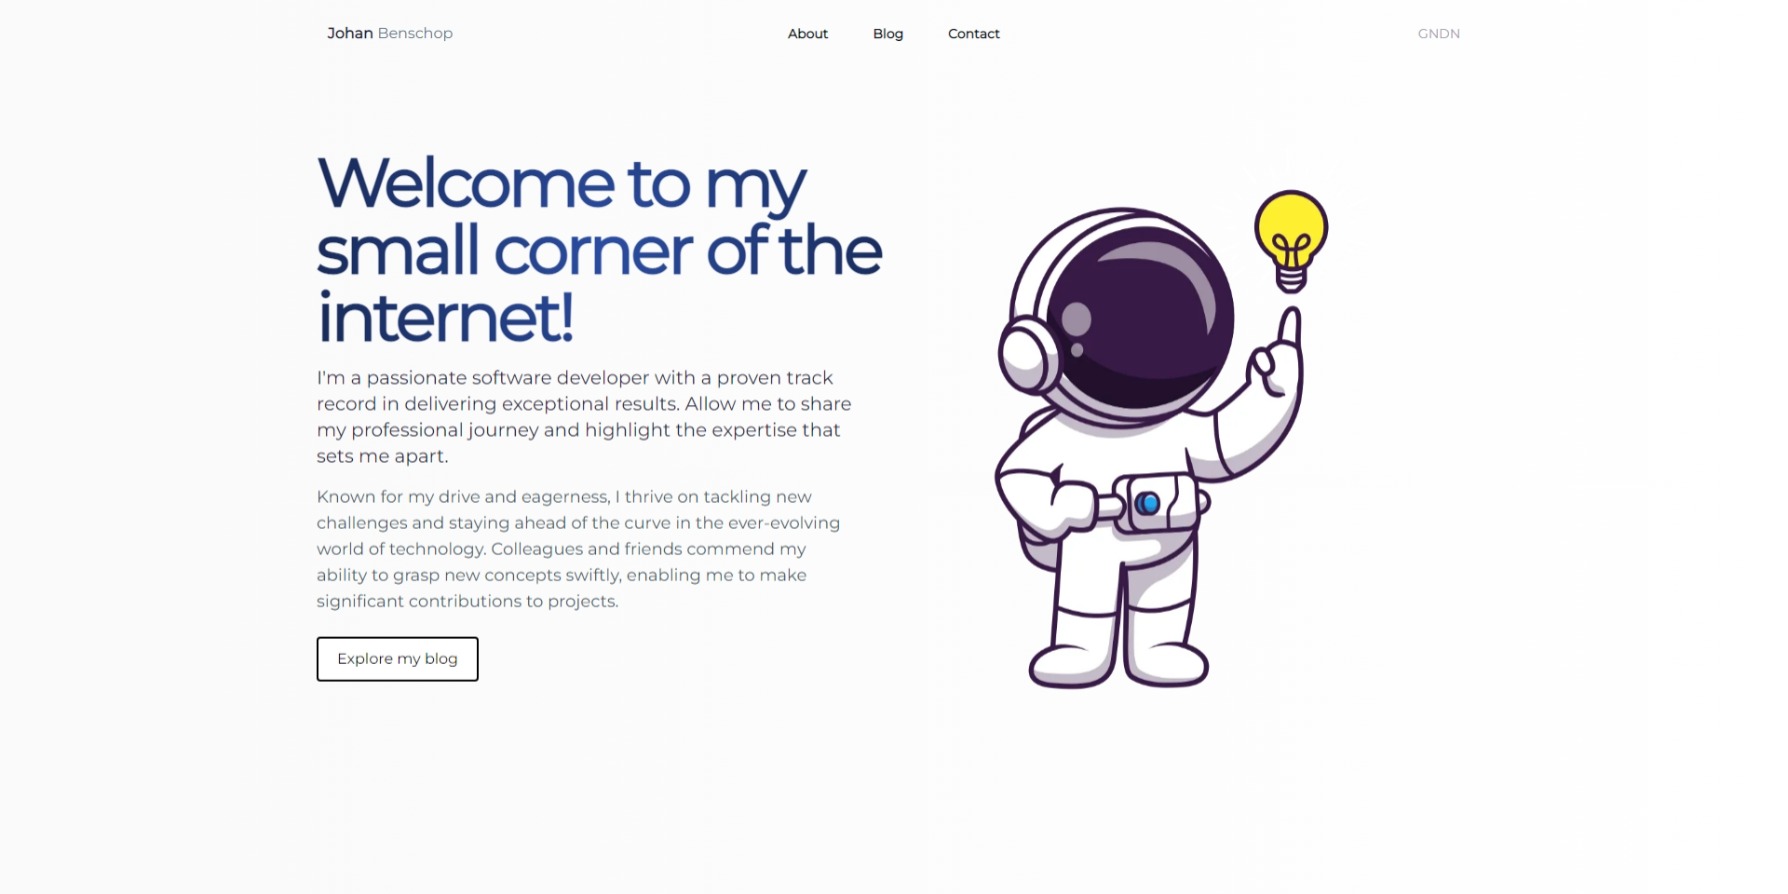 Johan Benschop
About Blog Contact
GNDN
Welcome to my
small corner of the
internet!
I'm a passionate software developer with a proven track
record in delivering exceptional results. Allow me to share
my professional journey and highlight the expertise that
sets me apart.
Known for my drive and eagerness, I thrive on tackling new
challenges and staying ahead of the curve in the ever-evolving
world of technology. Colleagues and friends commend my
ability to grasp new concepts swiftly, enabling me to make
significant contributions to projects.
Explore my blog